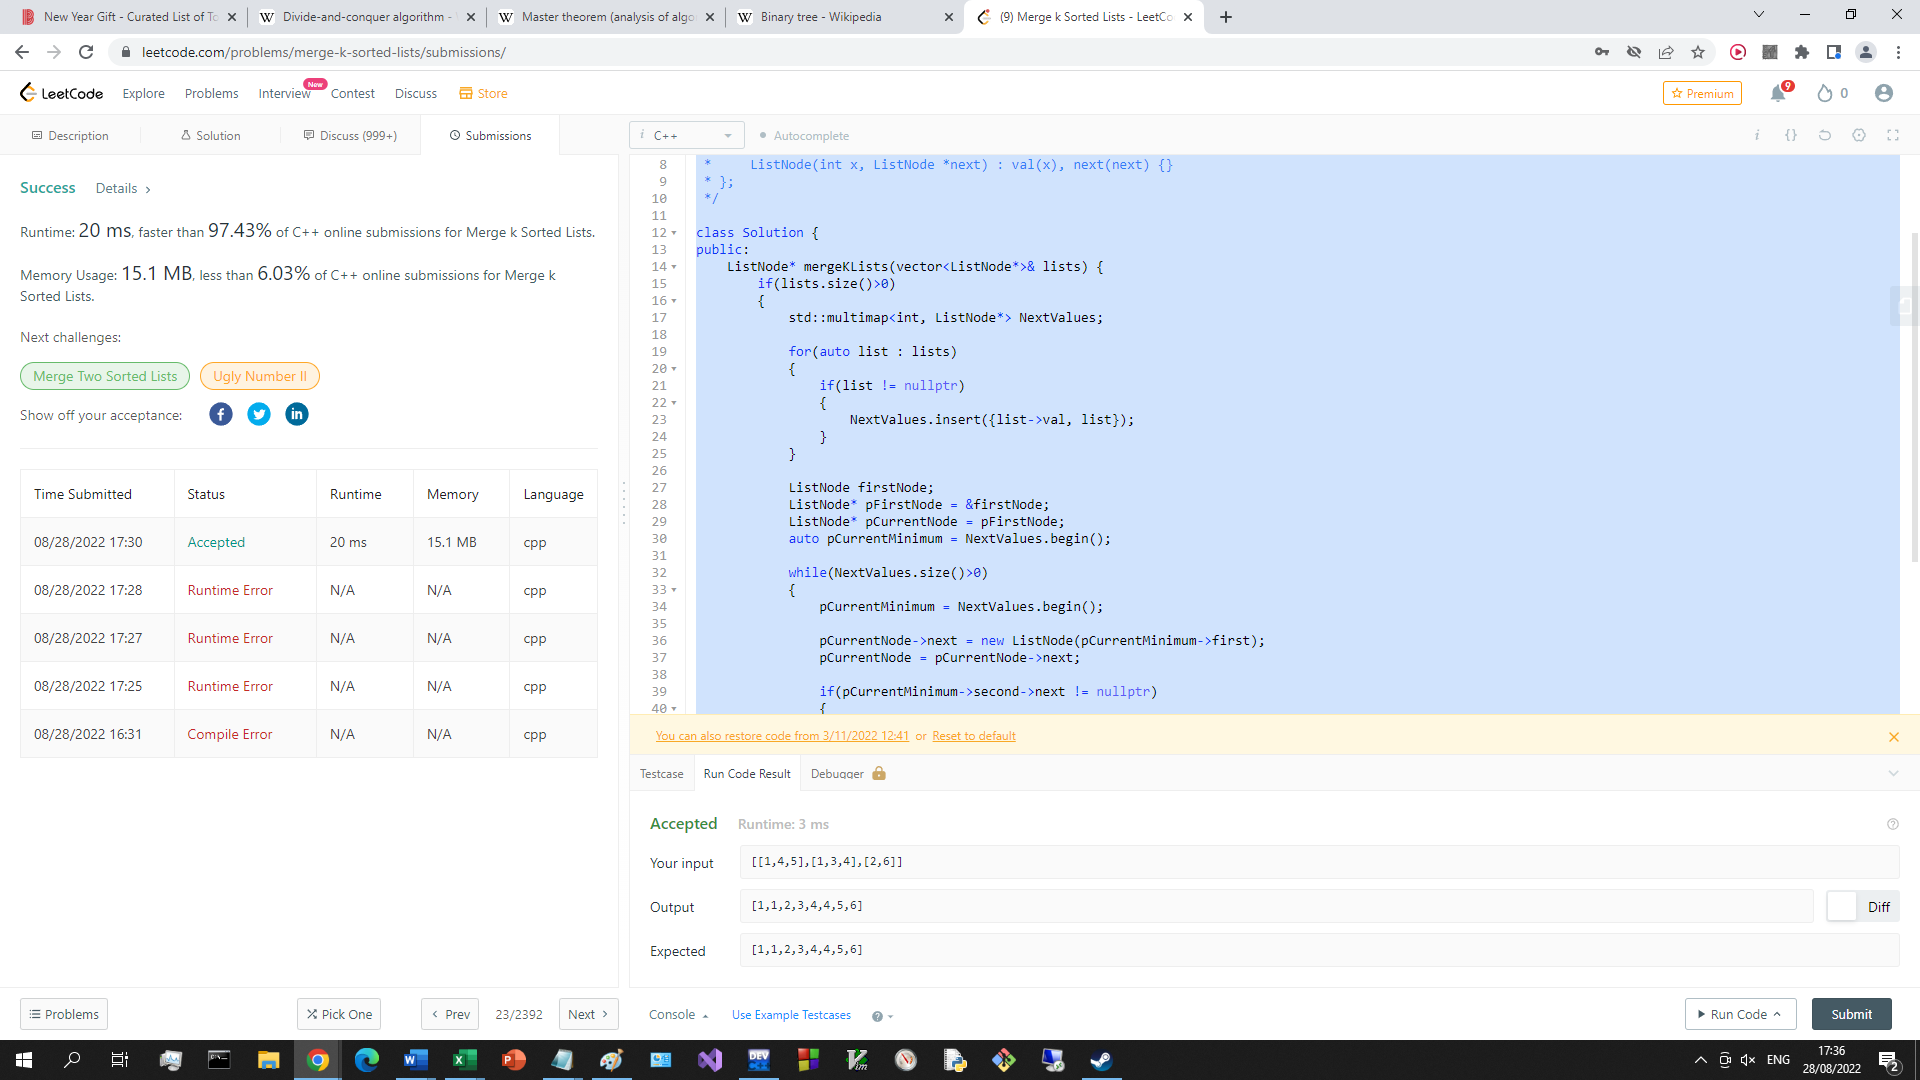 New Year Gift - Curated List of To
Divide-and-conquer algorithm -
Master theorem (analysis of algo
Binary tree - Wikipedia
(9) Merge k Sorted Lists - LeetCo
leetcode.com/problems/merge-k-sorted-lists/submissions/
LeetCode
Explore
Problems
Interview
New
Contest
Discuss
Store
Premium
9
0
Description
Solution
Discuss (999+)
Submissions
i C++
Autocomplete
Success
Details
Runtime: 20 ms, faster than 97.43% of C++ online submissions for Merge k Sorted Lists.
Memory Usage: 15.1 MB, less than 6.03% of C++ online submissions for Merge k
Sorted Lists.
Next challenges:
Merge Two Sorted Lists
Ugly Number II
Show off your acceptance:
Time Submitted Status Runtime Memory Language
08/28/2022 17:30 Accepted 20 ms 15.1 MB cpp
08/28/2022 17:28 Runtime Error N/A N/A cpp
08/28/2022 17:27 Runtime Error N/A N/A cpp
08/28/2022 17:25 Runtime Error N/A N/A cpp
08/28/2022 16:31 Compile Error N/A N/A cpp
8 *     ListNode(int x, ListNode *next) : val(x), next(next) {}
9 * };
10 */
11
12 class Solution {
13 public:
14     ListNode* mergeKLists(vector<ListNode*>& lists) {
15         if(lists.size()>0)
16         {
17             std::multimap<int, ListNode*> NextValues;
18
19             for(auto list : lists)
20             {
21                 if(list != nullptr)
22                 {
23                     NextValues.insert({list->val, list});
24                 }
25             }
26
27             ListNode firstNode;
28             ListNode* pFirstNode = &firstNode;
29             ListNode* pCurrentNode = pFirstNode;
30             auto pCurrentMinimum = NextValues.begin();
31
32             while(NextValues.size()>0)
33             {
34                 pCurrentMinimum = NextValues.begin();
35
36                 pCurrentNode->next = new ListNode(pCurrentMinimum->first);
37                 pCurrentNode = pCurrentNode->next;
38
39                 if(pCurrentMinimum->second->next != nullptr)
40                 {
You can also restore code from 3/11/2022 12:41 or Reset to default
Testcase
Run Code Result
Debugger
Accepted
Runtime: 3 ms
Your input
[[1,4,5],[1,3,4],[2,6]]
Output
[1,1,2,3,4,4,5,6]
Diff
Expected
[1,1,2,3,4,4,5,6]
Problems
Pick One
Prev
23/2392
Next
Console
Use Example Testcases
Run Code
Submit
ENG
17:36
28/08/2022
2